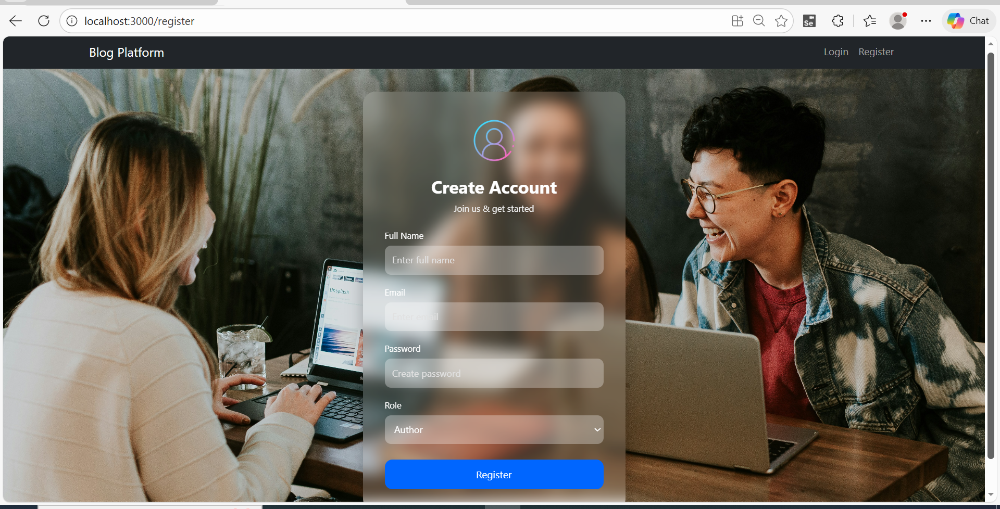 localhost:3000/register
Se
Chat
Blog Platform
Login Register
Create Account
Join us & get started
Full Name
Enter full name
Unsplash
Email
Enter email
Password
Create password
Role
Author
Register